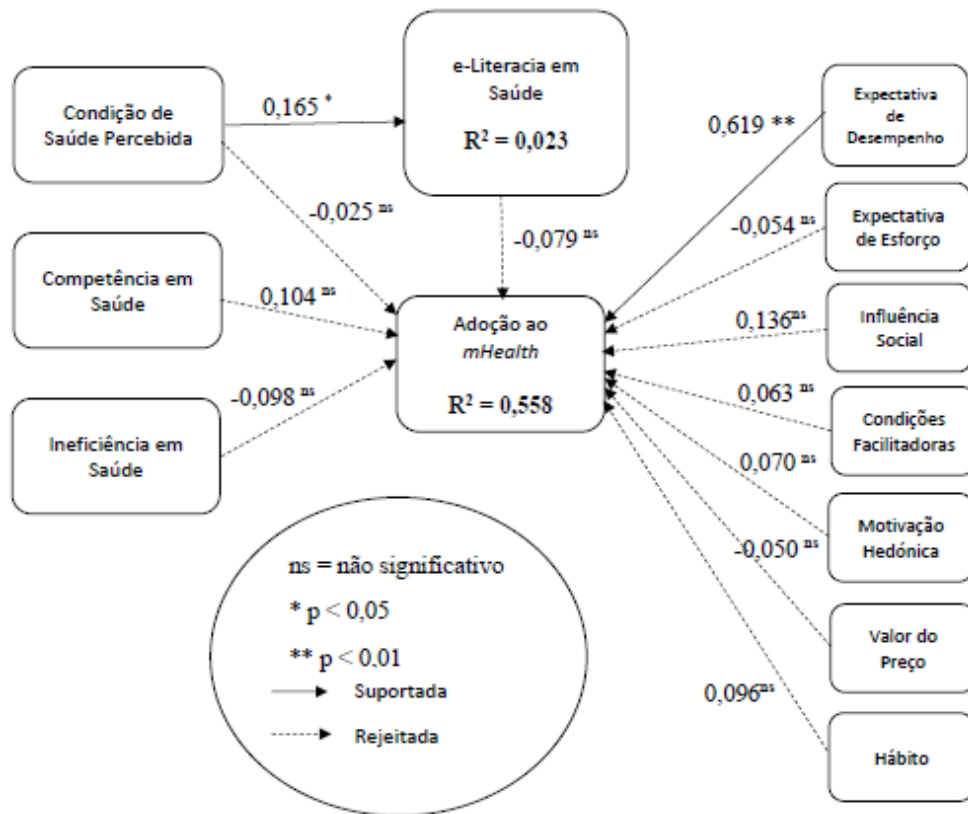 Condição de
Saúde Percebida
0,165 *
e-Literacia em
Saúde
R² = 0,023
Expectativa
de
Desempenho
0,619 **
-0,025 ns
-0,079 ns
-0,054 ns
Expectativa
de Esforço
Competência em
Saúde
0,104 ns
Adoção ao
mHealth
R² = 0,558
0,136ns
Influência
Social
-0,098 ns
0,063 ns
Condições
Facilitadoras
Ineficiência em
Saúde
0,070 ns
Motivação
Hedónica
-0,050 ns
Valor do
Preço
0,096ns
Hábito
ns = não significativo
* p < 0,05
** p < 0,01
Suportada
Rejeitada